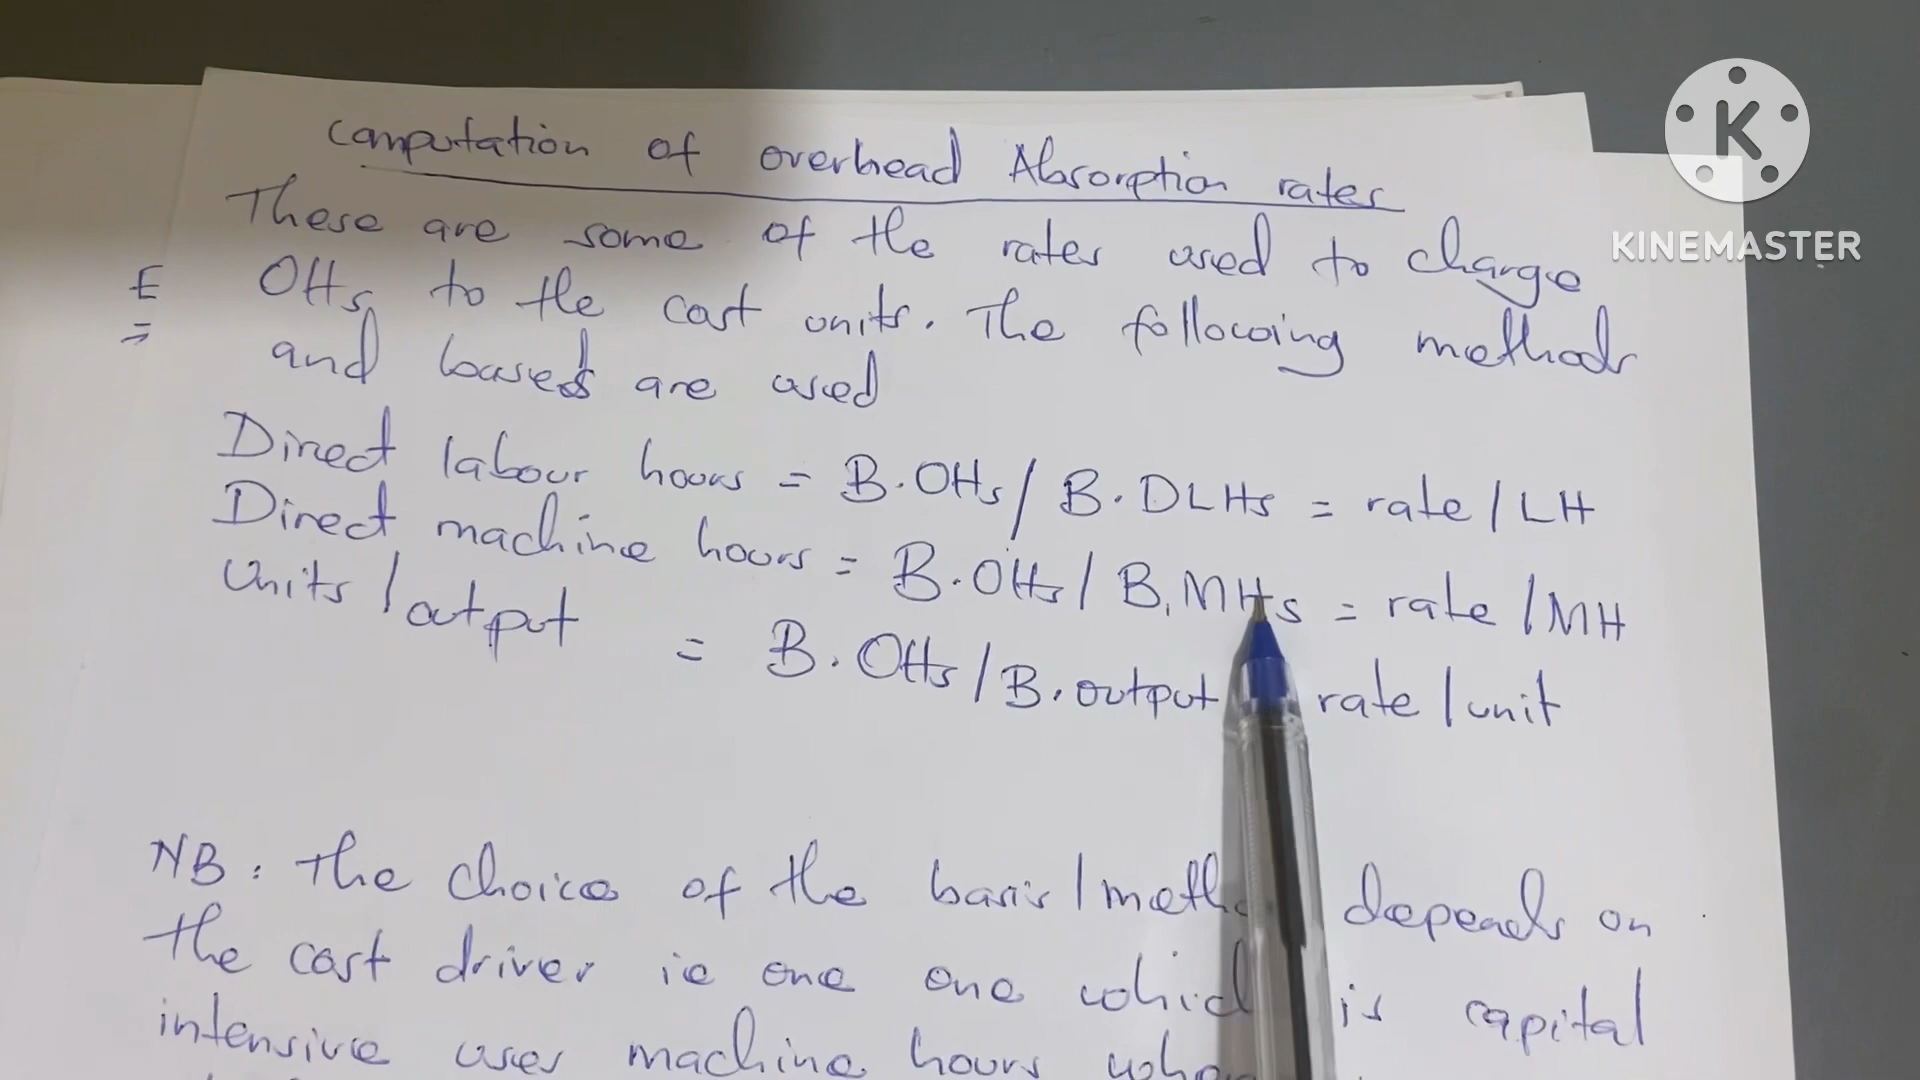 Computation of overhead Absorption rates
These are some of the rates used to charge
OHs to the cost units. The following methods
and bases are used
Direct labour hours = B.OHs / B.DLHs = rate / LH
Direct machine hours = B.OHs / B.MHs = rate / MH
Units / output = B.OHs / B.output rate / unit
NB: The choice of the basis / meth depends on
the cost driver ie one one which is capital
intensive uses machine hours
K
KINEMASTER